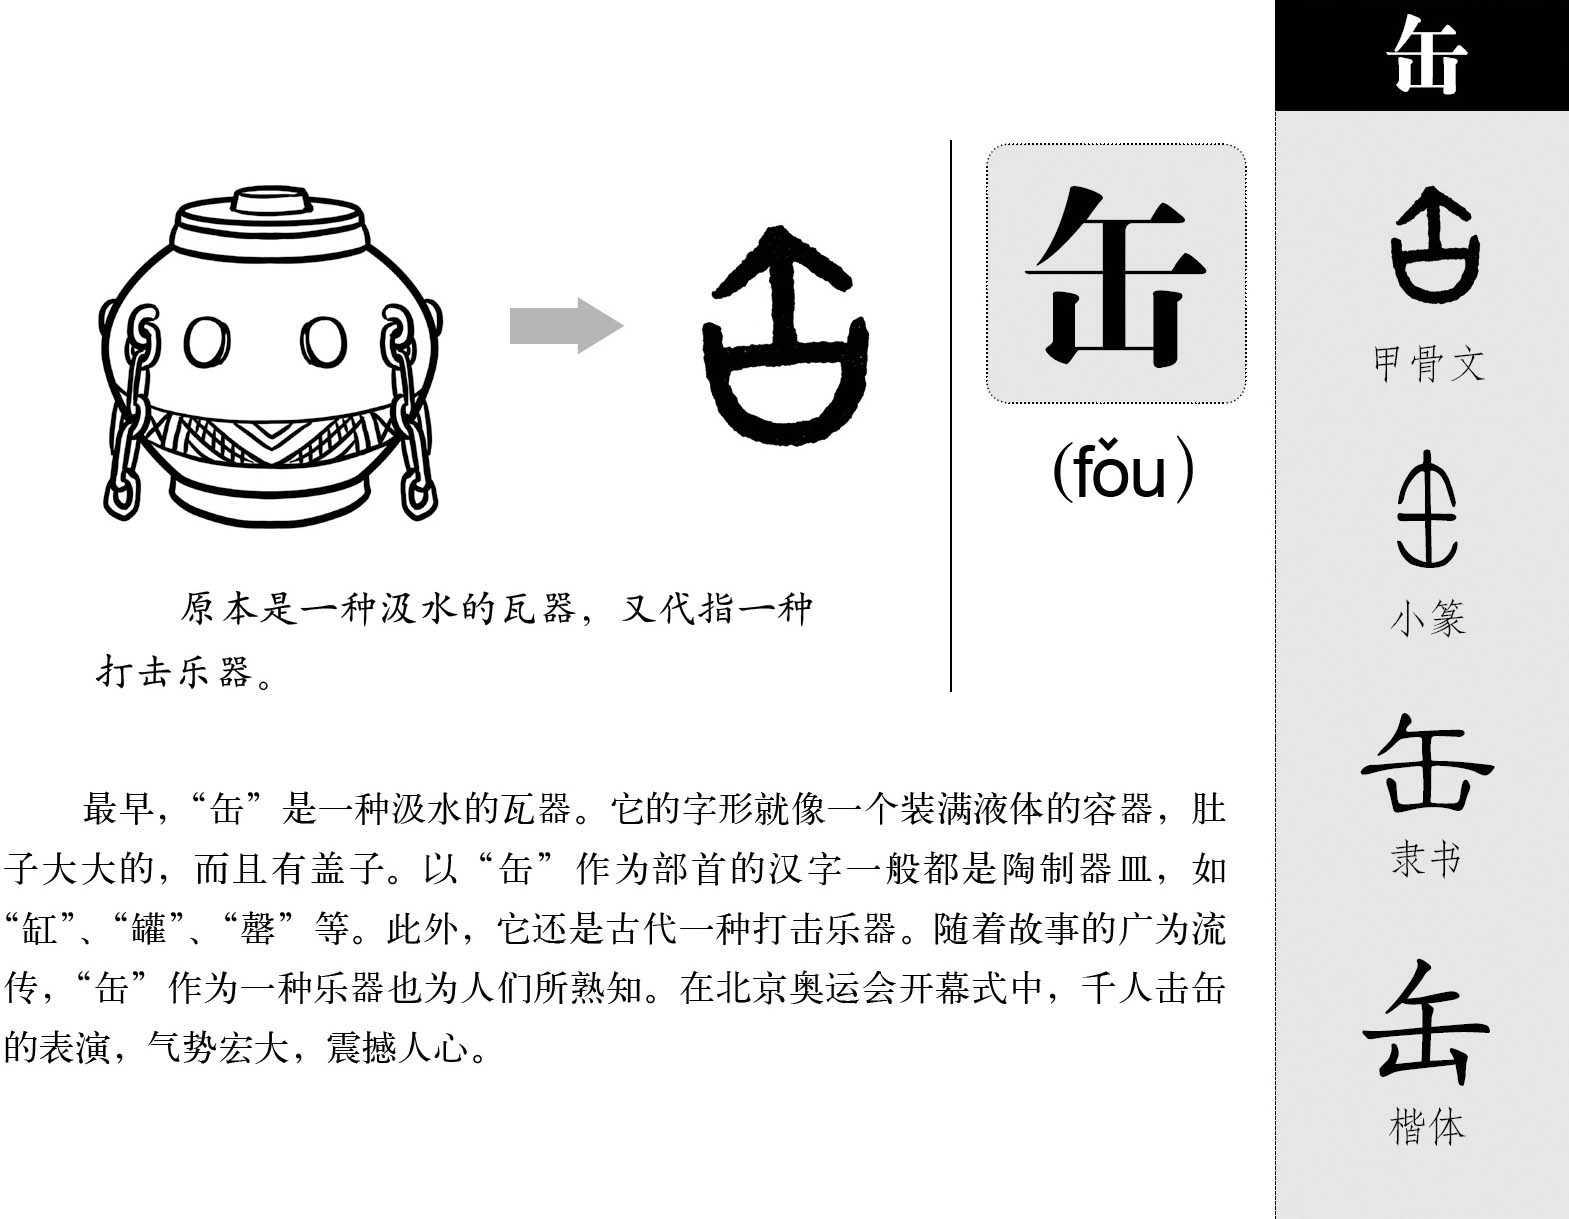 缶
缶
(fǒu)
原本是一种汲水的瓦器，又代指一种
打击乐器。
最早，“缶”是一种汲水的瓦器。它的字形就像一个装满液体的容器，肚
子大大的，而且有盖子。以“缶”作为部首的汉字一般都是陶制器皿，如
“缸”、“罐”、“罄”等。此外，它还是古代一种打击乐器。随着故事的广为流
传，“缶”作为一种乐器也为人们所熟知。在北京奥运会开幕式中，千人击缶
的表演，气势宏大，震撼人心。
甲骨文
小篆
缶
隶书
缶
楷体